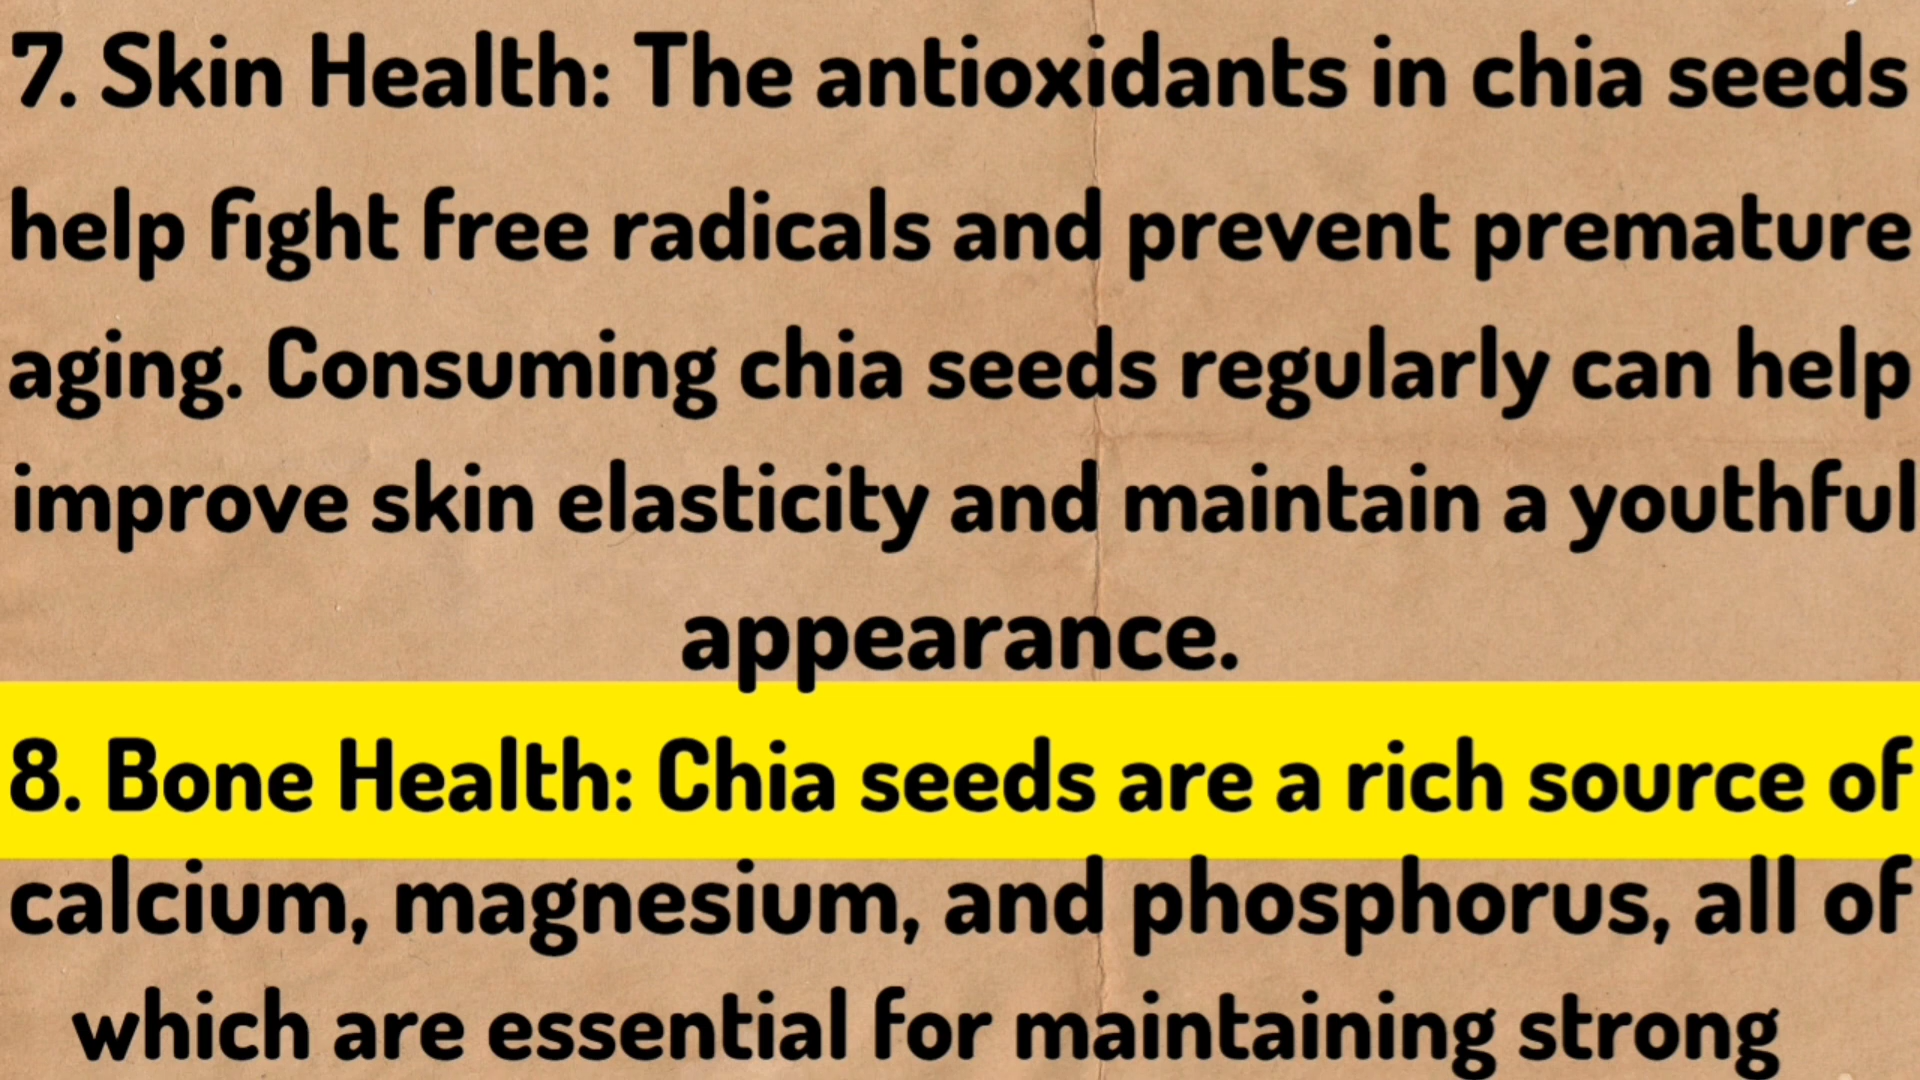 7. Skin Health: The antioxidants in chia seeds
help fight free radicals and prevent premature
aging. Consuming chia seeds regularly can help
improve skin elasticity and maintain a youthful
appearance.
8. Bone Health: Chia seeds are a rich source of
calcium, magnesium, and phosphorus, all of
which are essential for maintaining strong